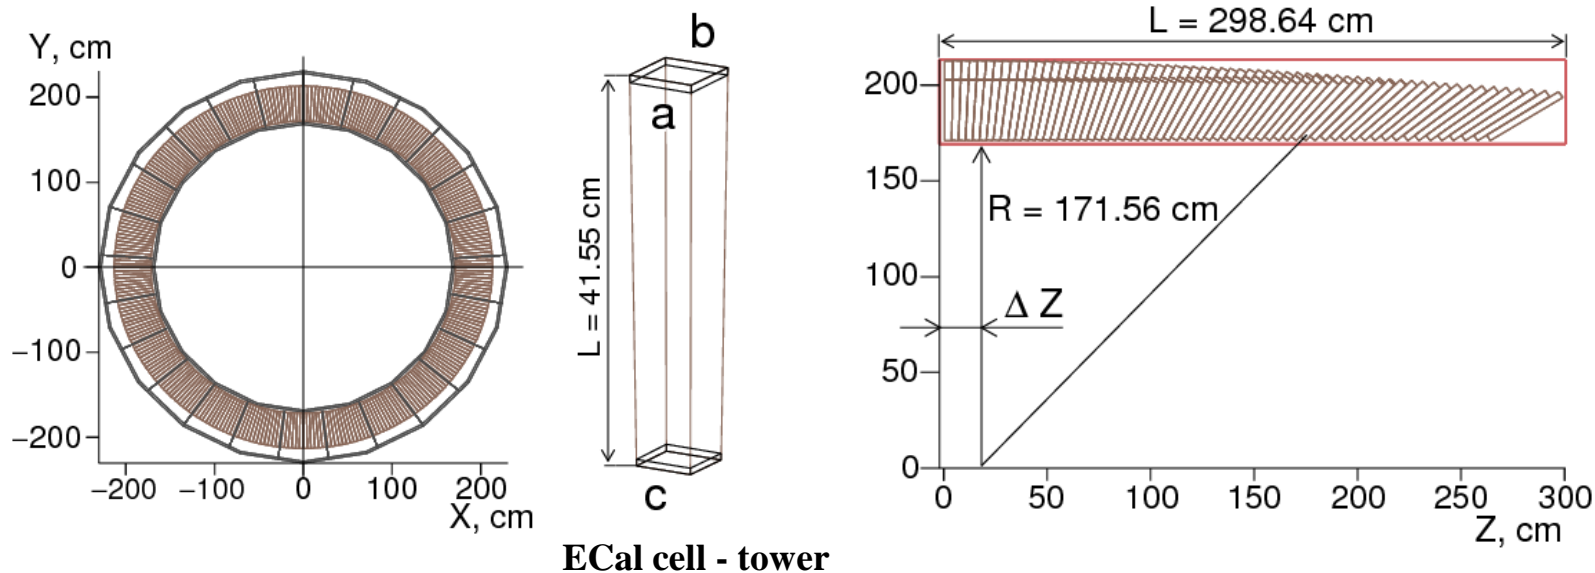 Y, cm
200
100
0
−100
−200
−200 −100 0 100 200
X, cm
b
a
L = 41.55 cm
c
ECal cell - tower
L = 298.64 cm
200
150
R = 171.56 cm
100
Δ Z
50
0
0 50 100 150 200 250 300
Z, cm